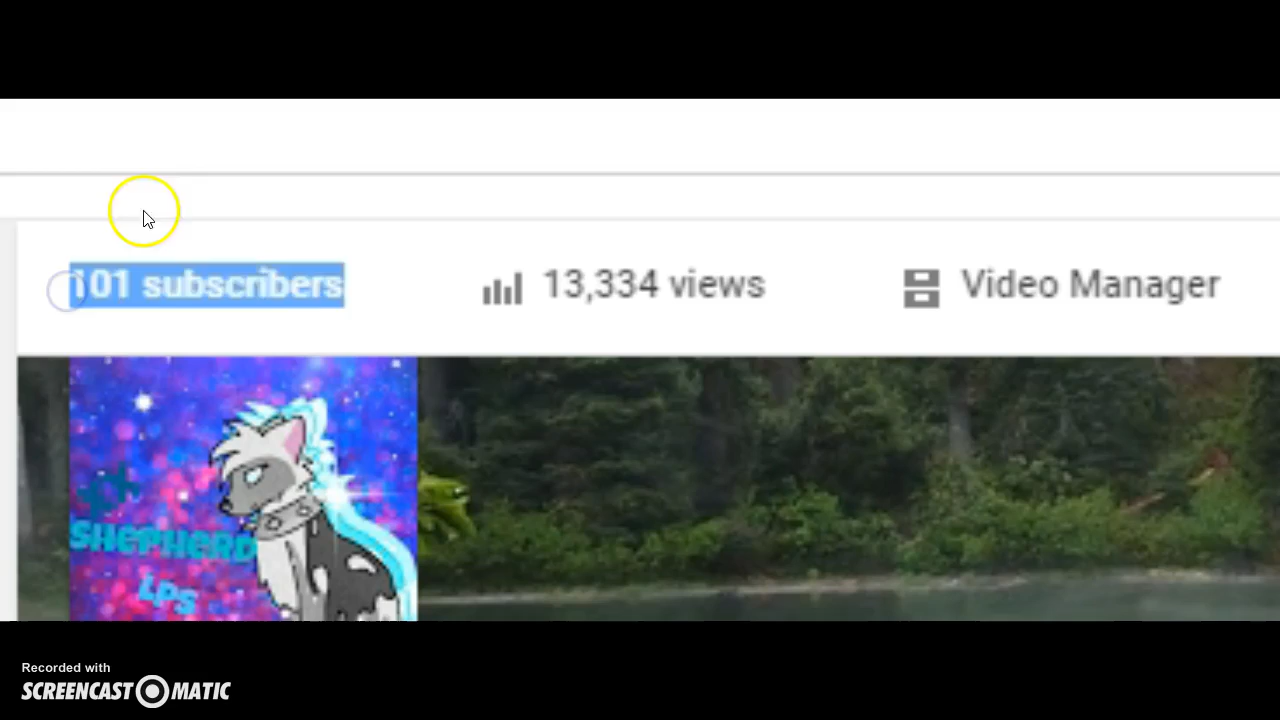 101 subscribers
13,334 views
Video Manager
SHEPHERD
LPS
Recorded with
SCREENCAST MATIC